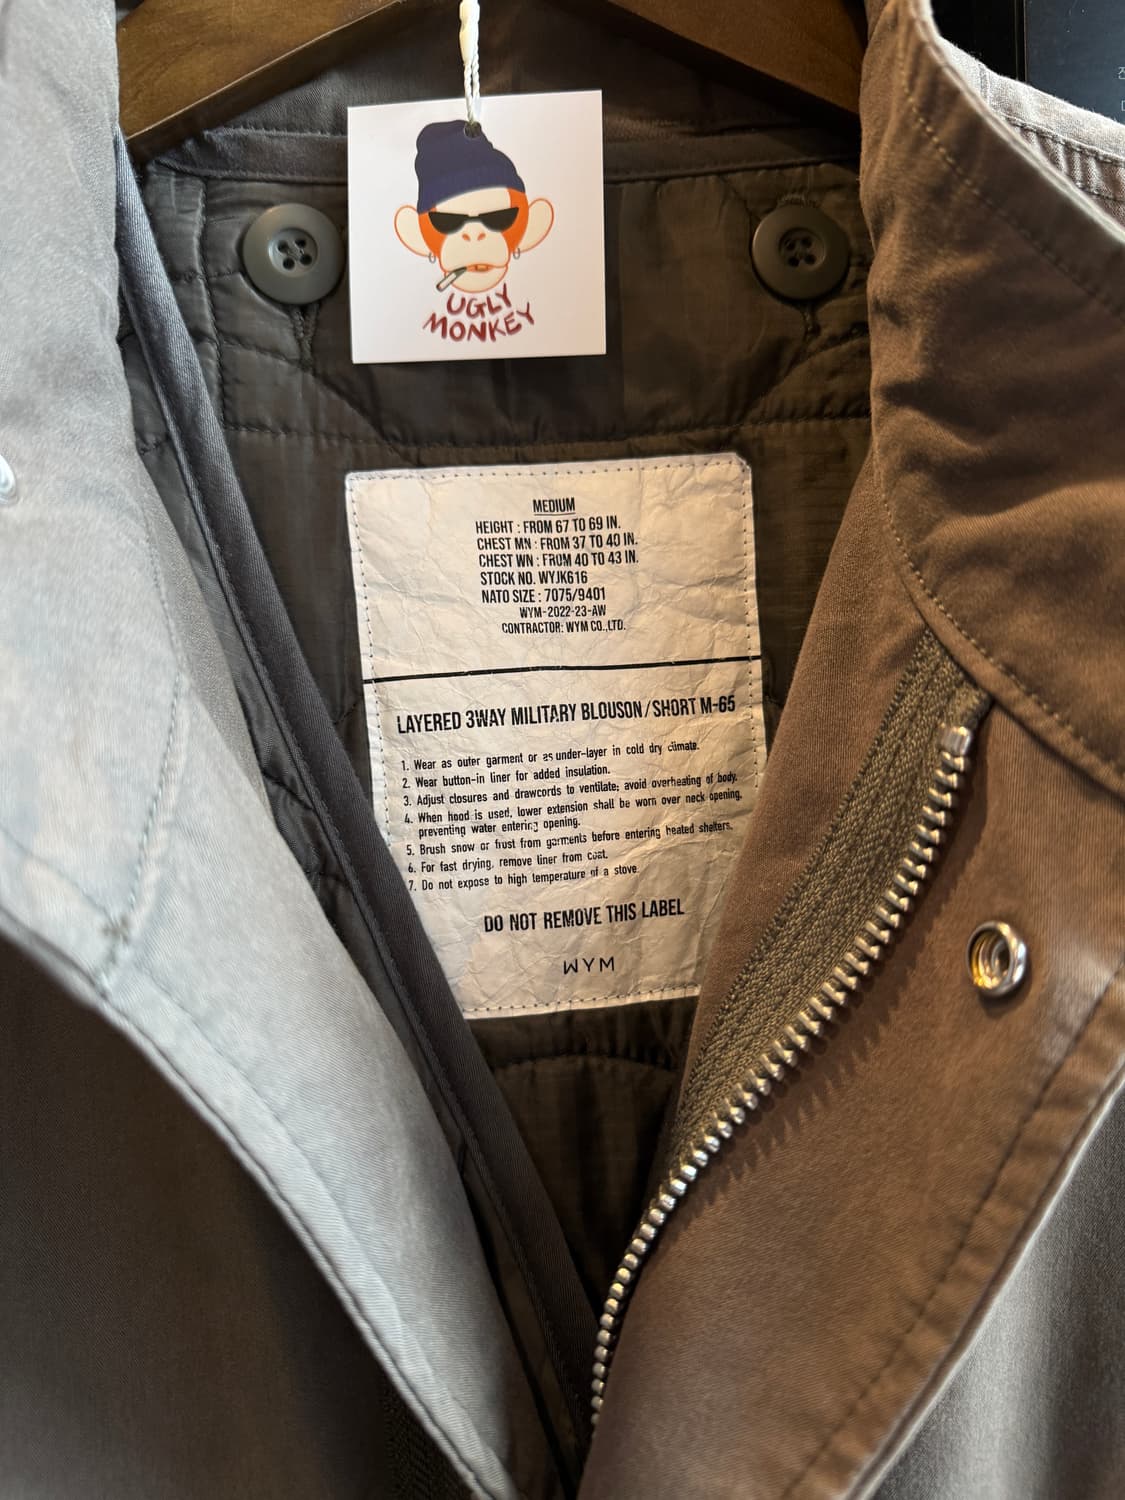 UGLY
MONKEY
MEDIUM
HEIGHT : FROM 67 TO 69 IN.
CHEST MN : FROM 37 TO 40 IN.
CHEST WN : FROM 40 TO 43 IN.
STOCK NO. WYJK616
NATO SIZE : 7075/9401
WYM-2022-23-AW
CONTRACTOR: WYM CO.,LTD.
LAYERED 3WAY MILITARY BLOUSON / SHORT M-65
1. Wear as outer garment or as under-layer in cold dry climate.
2. Wear button-in liner for added insulation.
3. Adjust closures and drawcords to ventilate; avoid overheating of body.
4. When hood is used, lower extension shall be worn over neck opening,
preventing water entering opening.
5. Brush snow or frost from garments before entering heated shelters.
6. For fast drying, remove liner from coat.
7. Do not expose to high temperature of a stove.
DO NOT REMOVE THIS LABEL
WYM